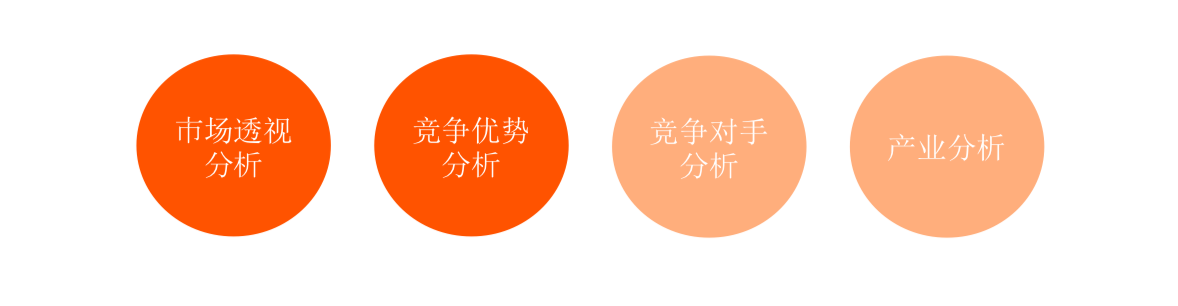 市场透视
分析
竞争优势
分析
竞争对手
分析
产业分析